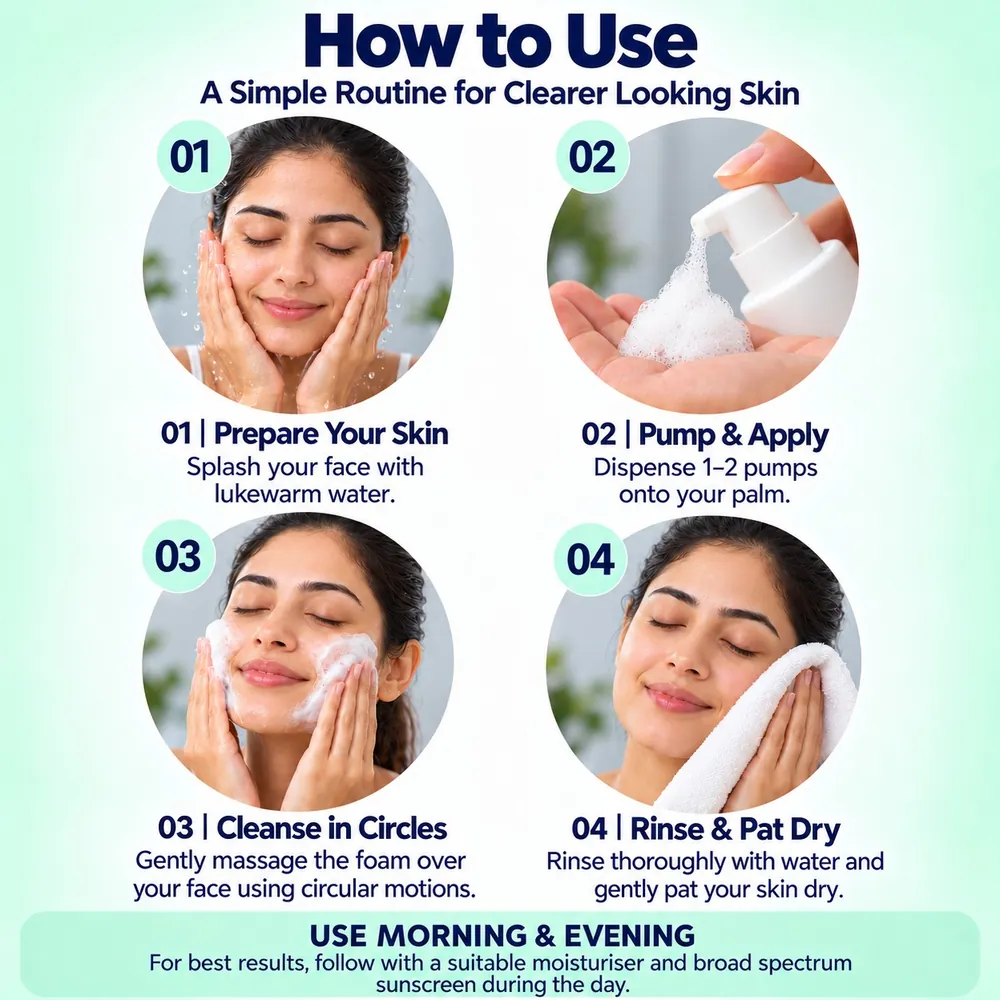 How to Use
A Simple Routine for Clearer Looking Skin
01
02
01 | Prepare Your Skin
Splash your face with
lukewarm water.
02 | Pump & Apply
Dispense 1–2 pumps
onto your palm.
03
04
03 | Cleanse in Circles
Gently massage the foam over
your face using circular motions.
04 | Rinse & Pat Dry
Rinse thoroughly with water and
gently pat your skin dry.
USE MORNING & EVENING
For best results, follow with a suitable moisturiser and broad spectrum
sunscreen during the day.